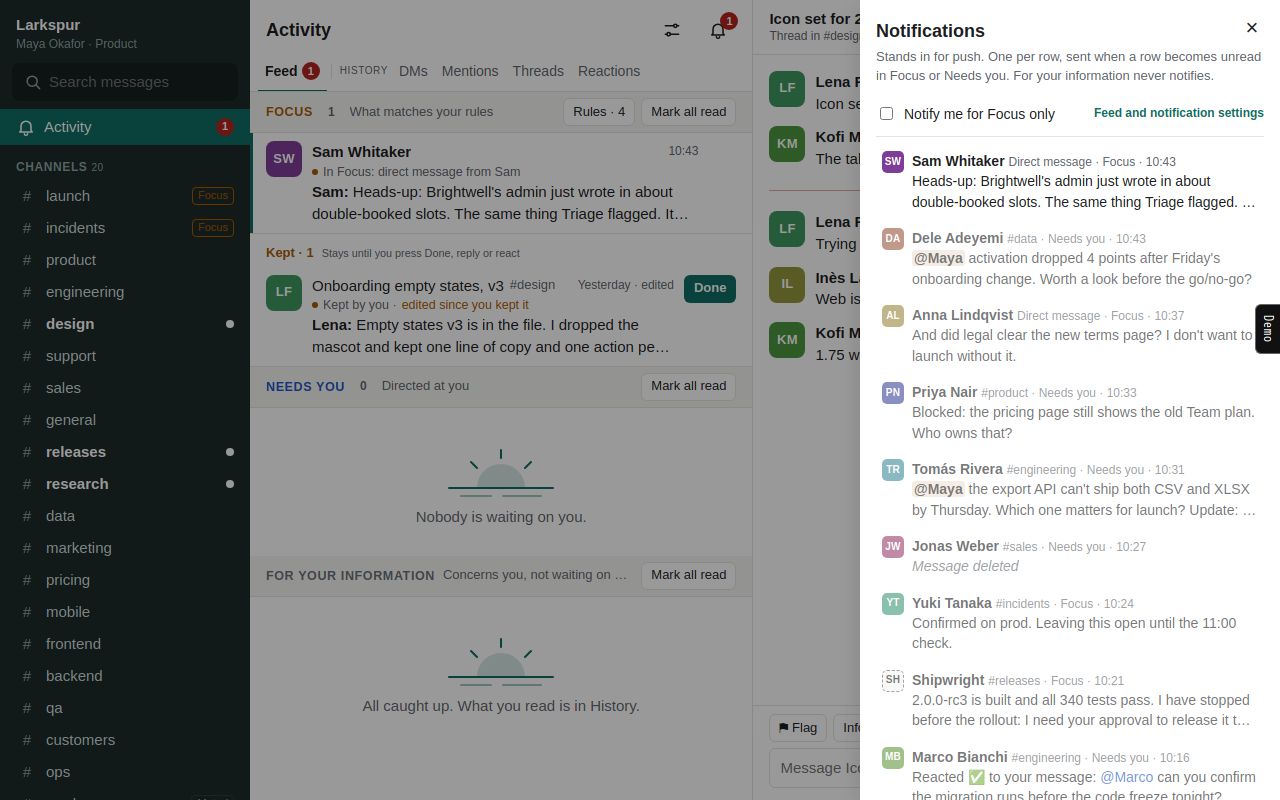 Larkspur
Maya Okafor · Product
Search messages
Activity 1
CHANNELS 20
# launch Focus
# incidents Focus
# product
# engineering
# design
# support
# sales
# general
# releases
# research
# data
# marketing
# pricing
# mobile
# frontend
# backend
# qa
# customers
# ops
Activity
1
Feed 1 HISTORY DMs Mentions Threads Reactions
FOCUS 1 What matches your rules Rules · 4 Mark all read
SW Sam Whitaker 10:43
In Focus: direct message from Sam
Sam: Heads-up: Brightwell's admin just wrote in about
double-booked slots. The same thing Triage flagged. It…
Kept · 1 Stays until you press Done, reply or react
LF Onboarding empty states, v3 #design Yesterday · edited Done
Kept by you · edited since you kept it
Lena: Empty states v3 is in the file. I dropped the
mascot and kept one line of copy and one action pe…
NEEDS YOU 0 Directed at you Mark all read
Nobody is waiting on you.
FOR YOUR INFORMATION Concerns you, not waiting on … Mark all read
All caught up. What you read is in History.
Icon set for 2
Thread in #desig
LF Lena
Icon se
KM Kofi
The ta
LF Lena
Trying
IL Inès
Web is
KM Kofi
1.75 w
Flag
Message
Notifications
Stands in for push. One per row, sent when a row becomes unread
in Focus or Needs you. For your information never notifies.
Notify me for Focus only Feed and notification settings
SW Sam Whitaker Direct message · Focus · 10:43
Heads-up: Brightwell's admin just wrote in about
double-booked slots. The same thing Triage flagged. …
DA Dele Adeyemi #data · Needs you · 10:43
@Maya activation dropped 4 points after Friday's
onboarding change. Worth a look before the go/no-go?
AL Anna Lindqvist Direct message · Focus · 10:37
And did legal clear the new terms page? I don't want to
launch without it.
PN Priya Nair #product · Needs you · 10:33
Blocked: the pricing page still shows the old Team plan.
Who owns that?
TR Tomás Rivera #engineering · Needs you · 10:31
@Maya the export API can't ship both CSV and XLSX
by Thursday. Which one matters for launch? Update: …
JW Jonas Weber #sales · Needs you · 10:27
Message deleted
YT Yuki Tanaka #incidents · Focus · 10:24
Confirmed on prod. Leaving this open until the 11:00
check.
SH Shipwright #releases · Focus · 10:21
2.0.0-rc3 is built and all 340 tests pass. I have stopped
before the rollout: I need your approval to release it t…
MB Marco Bianchi #engineering · Needs you · 10:16
Reacted ✅ to your message: @Marco can you confirm
the migration runs before the code freeze tonight?
Demo